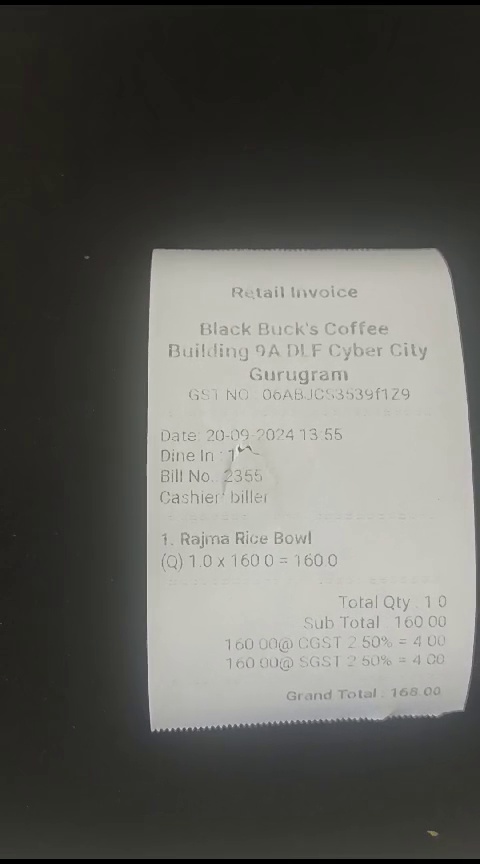 Retail Invoice
Black Buck's Coffee
Building 9A DLF Cyber City
Gurugram
GST NO : 06ABJCS3539f1Z9
Date: 20-09-2024 13:55
Dine In :
Bill No.: 2355
Cashier: biller
1. Rajma Rice Bowl
(Q) 1.0 x 160.0 = 160.0
Total Qty : 1.0
Sub Total : 160.00
160.00@ CGST 2.50% = 4.00
160.00@ SGST 2.50% = 4.00
Grand Total : 168.00